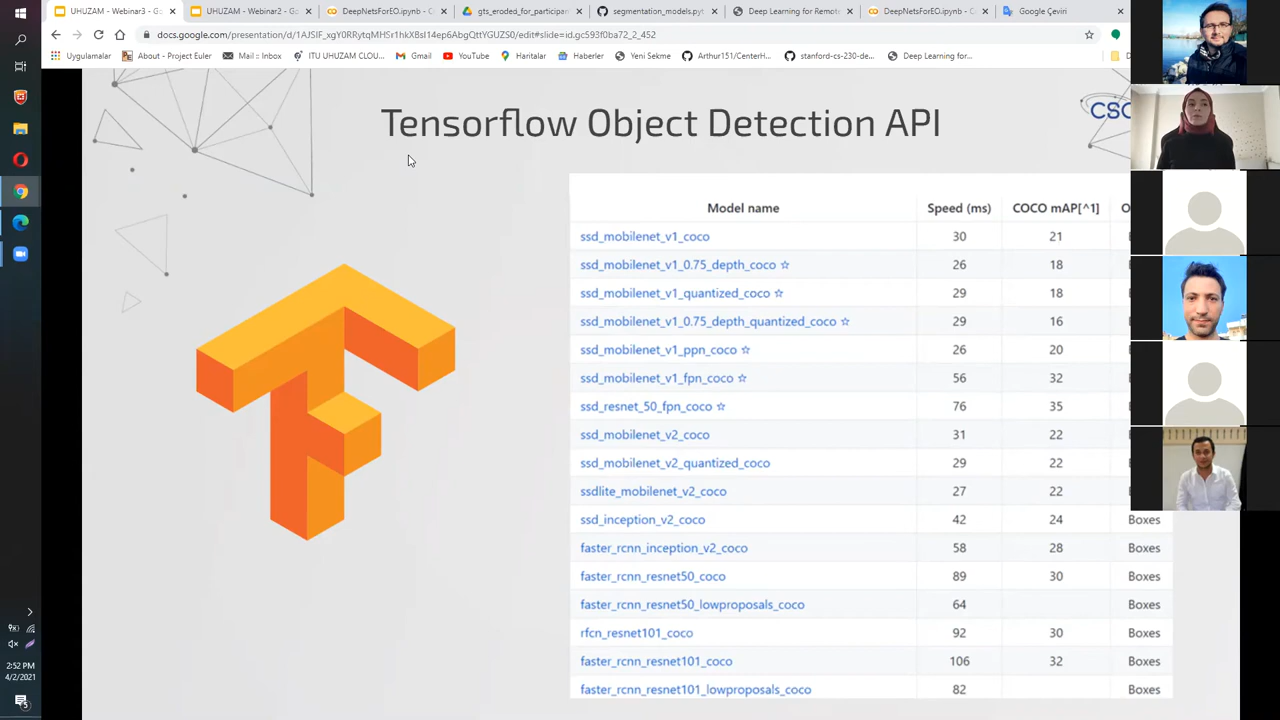 UHUZAM - Webinar3 - Go
UHUZAM - Webinar2 - Go
DeepNetsForEO.ipynb - C
gts_eroded_for_participan
segmentation_models.pyt
Deep Learning for Remot
DeepNetsForEO.ipynb - C
Google Çeviri
docs.google.com/presentation/d/1AJSIF_xgY0RRytqMHSr1hkX8sI14ep6AbgQttYGUZS0/edit#slide=id.gc593f0ba72_2_452
Uygulamalar
About - Project Euler
Mail :: Inbox
ITU UHUZAM CLOU...
Gmail
YouTube
Haritalar
Haberler
Yeni Sekme
Arthur151/CenterH...
stanford-cs-230-de...
Deep Learning for...
Tensorflow Object Detection API
Model name Speed (ms) COCO mAP[^1] O
ssd_mobilenet_v1_coco 30 21
ssd_mobilenet_v1_0.75_depth_coco ☆ 26 18
ssd_mobilenet_v1_quantized_coco ☆ 29 18
ssd_mobilenet_v1_0.75_depth_quantized_coco ☆ 29 16
ssd_mobilenet_v1_ppn_coco ☆ 26 20
ssd_mobilenet_v1_fpn_coco ☆ 56 32
ssd_resnet_50_fpn_coco ☆ 76 35
ssd_mobilenet_v2_coco 31 22
ssd_mobilenet_v2_quantized_coco 29 22
ssdlite_mobilenet_v2_coco 27 22
ssd_inception_v2_coco 42 24 Boxes
faster_rcnn_inception_v2_coco 58 28 Boxes
faster_rcnn_resnet50_coco 89 30 Boxes
faster_rcnn_resnet50_lowproposals_coco 64 Boxes
rfcn_resnet101_coco 92 30 Boxes
faster_rcnn_resnet101_coco 106 32 Boxes
faster_rcnn_resnet101_lowproposals_coco 82 Boxes
2:52 PM
4/2/2021